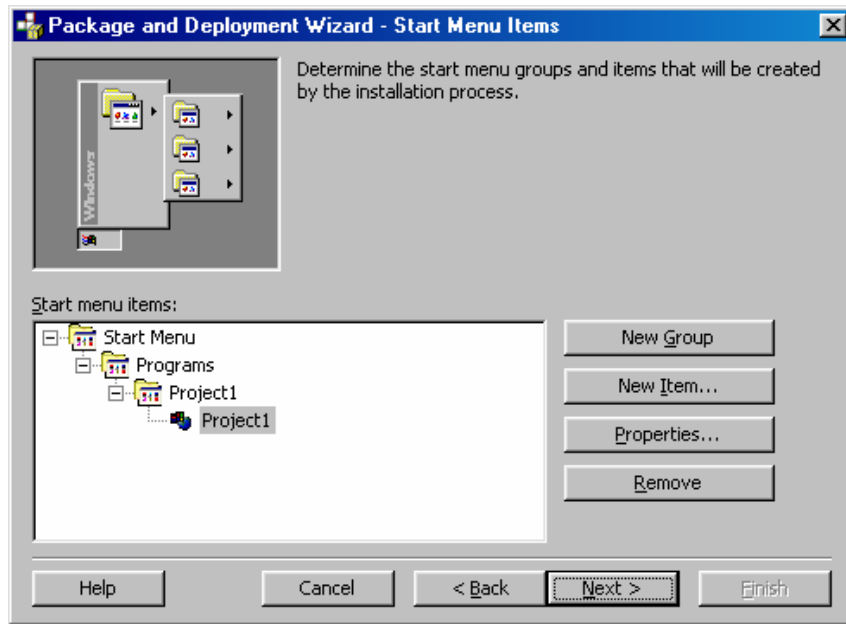 Package and Deployment Wizard - Start Menu Items
Determine the start menu groups and items that will be created
by the installation process.
Windows
Start menu items:
Start Menu
Programs
Project1
Project1
New Group
New Item...
Properties...
Remove
Help
Cancel
< Back
Next >
Finish